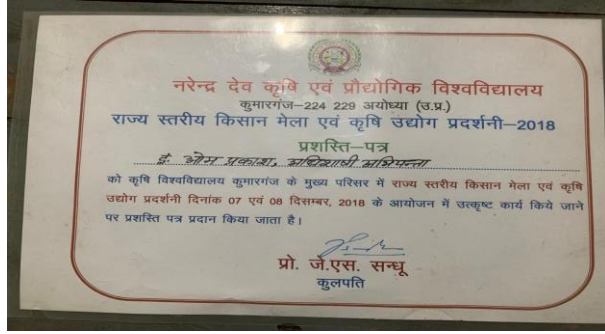 नरेन्द्र देव कृषि एवं प्रौद्योगिक विश्वविद्यालय
कुमारगंज–224 229 अयोध्या (उ.प्र.)
राज्य स्तरीय किसान मेला एवं कृषि उद्योग प्रदर्शनी–2018
प्रशस्ति–पत्र
इं. ओम प्रकाश, अधिशाषी अभियन्ता
को कृषि विश्वविद्यालय कुमारगंज के मुख्य परिसर में राज्य स्तरीय किसान मेला एवं कृषि
उद्योग प्रदर्शनी दिनांक 07 एवं 08 दिसम्बर, 2018 के आयोजन में उत्कृष्ट कार्य किये जाने
पर प्रशस्ति पत्र प्रदान किया जाता है।
प्रो. जे.एस. सन्धू
कुलपति